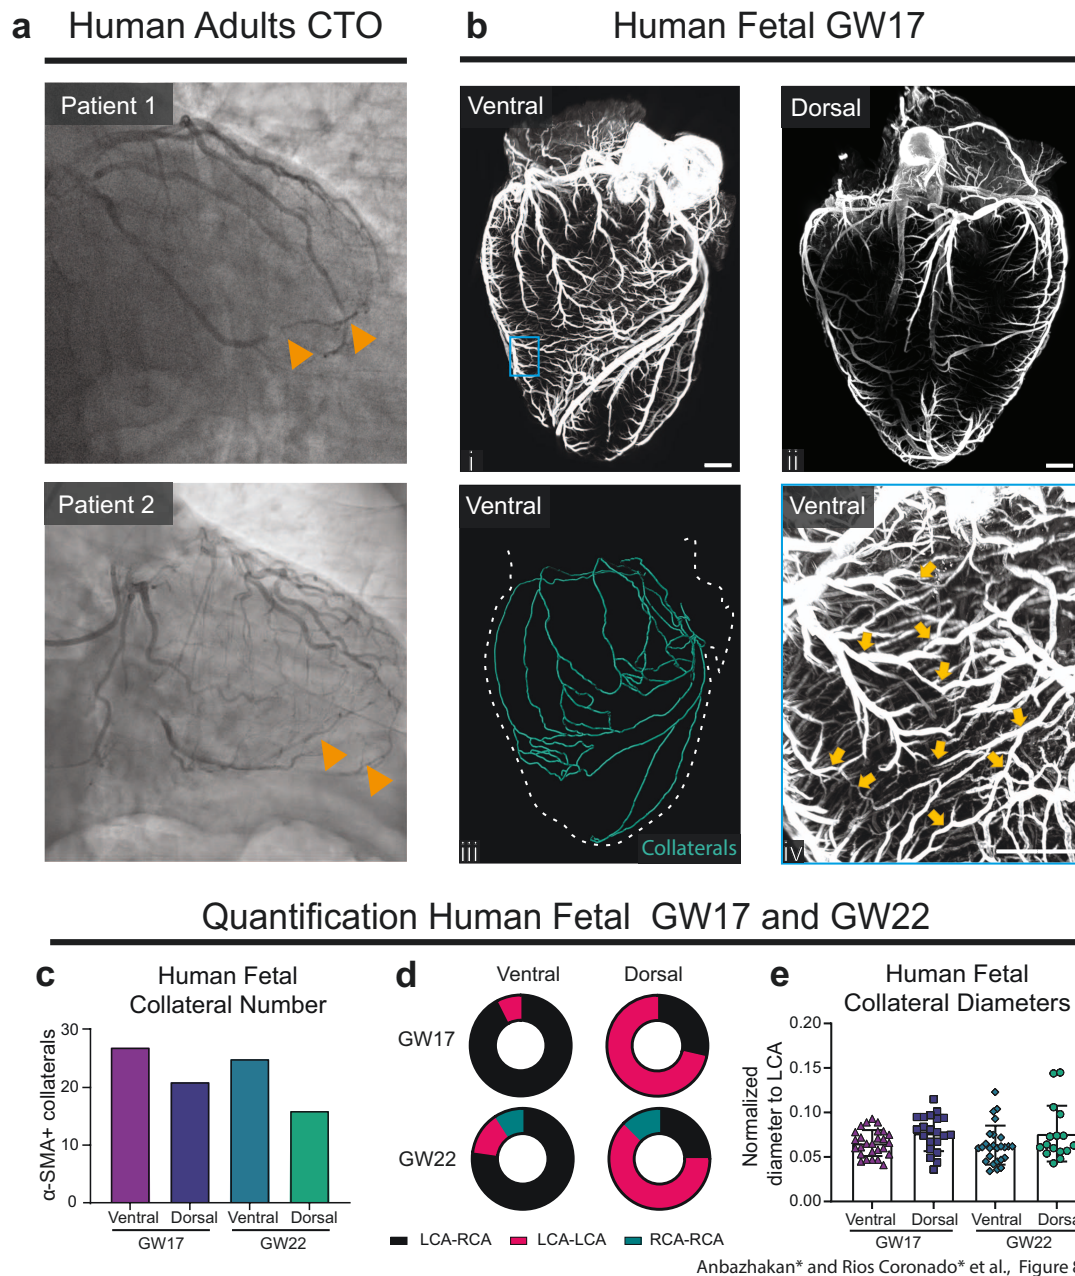 a Human Adults CTO
b Human Fetal GW17
Patient 1
Ventral
Dorsal
i
ii
Patient 2
Ventral
Ventral
iii
Collaterals
iv
Quantification Human Fetal GW17 and GW22
c Human Fetal
Collateral Number
α-SMA+ collaterals
30
20
10
0
Ventral Dorsal Ventral Dorsal
GW17 GW22
d Ventral Dorsal
GW17
GW22
LCA-RCA LCA-LCA RCA-RCA
e Human Fetal
Collateral Diameters
Normalized
diameter to LCA
0.20
0.15
0.10
0.05
0.00
Ventral Dorsal Ventral Dorsa
GW17 GW22
Anbazhakan* and Rios Coronado* et al., Figure 8